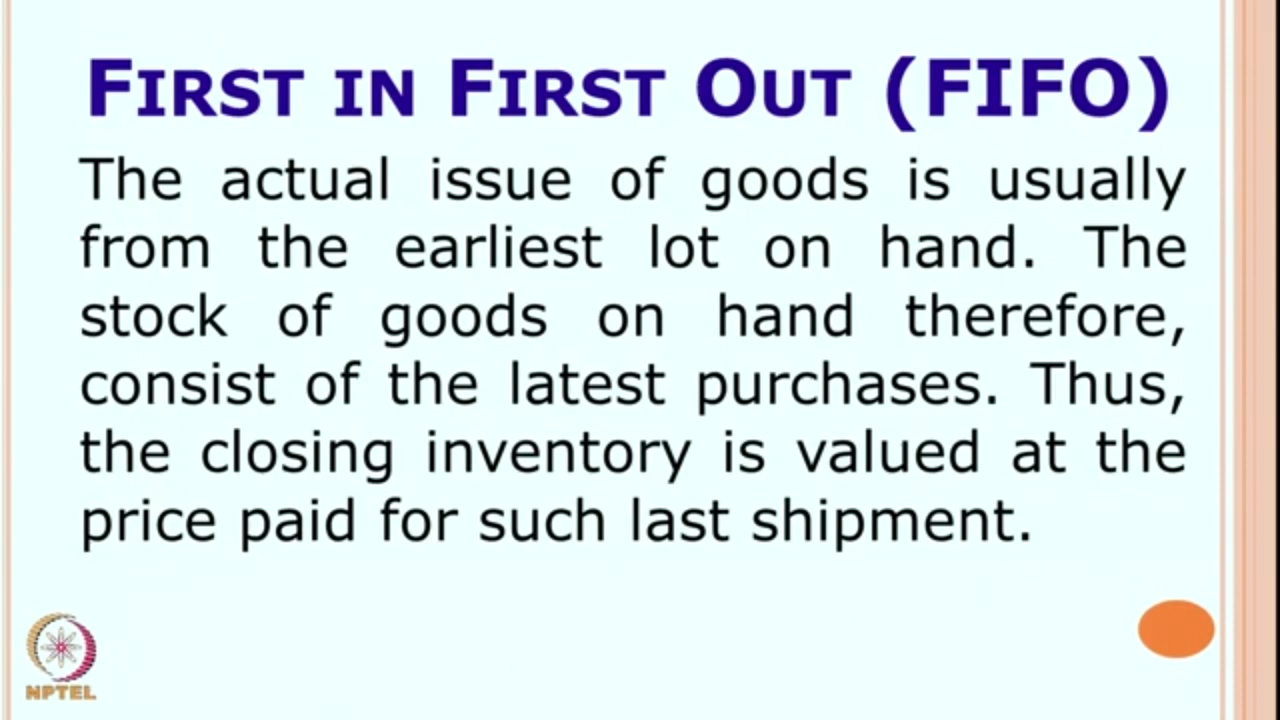 FIRST IN FIRST OUT (FIFO)
The actual issue of goods is usually
from the earliest lot on hand. The
stock of goods on hand therefore,
consist of the latest purchases. Thus,
the closing inventory is valued at the
price paid for such last shipment.
NPTEL